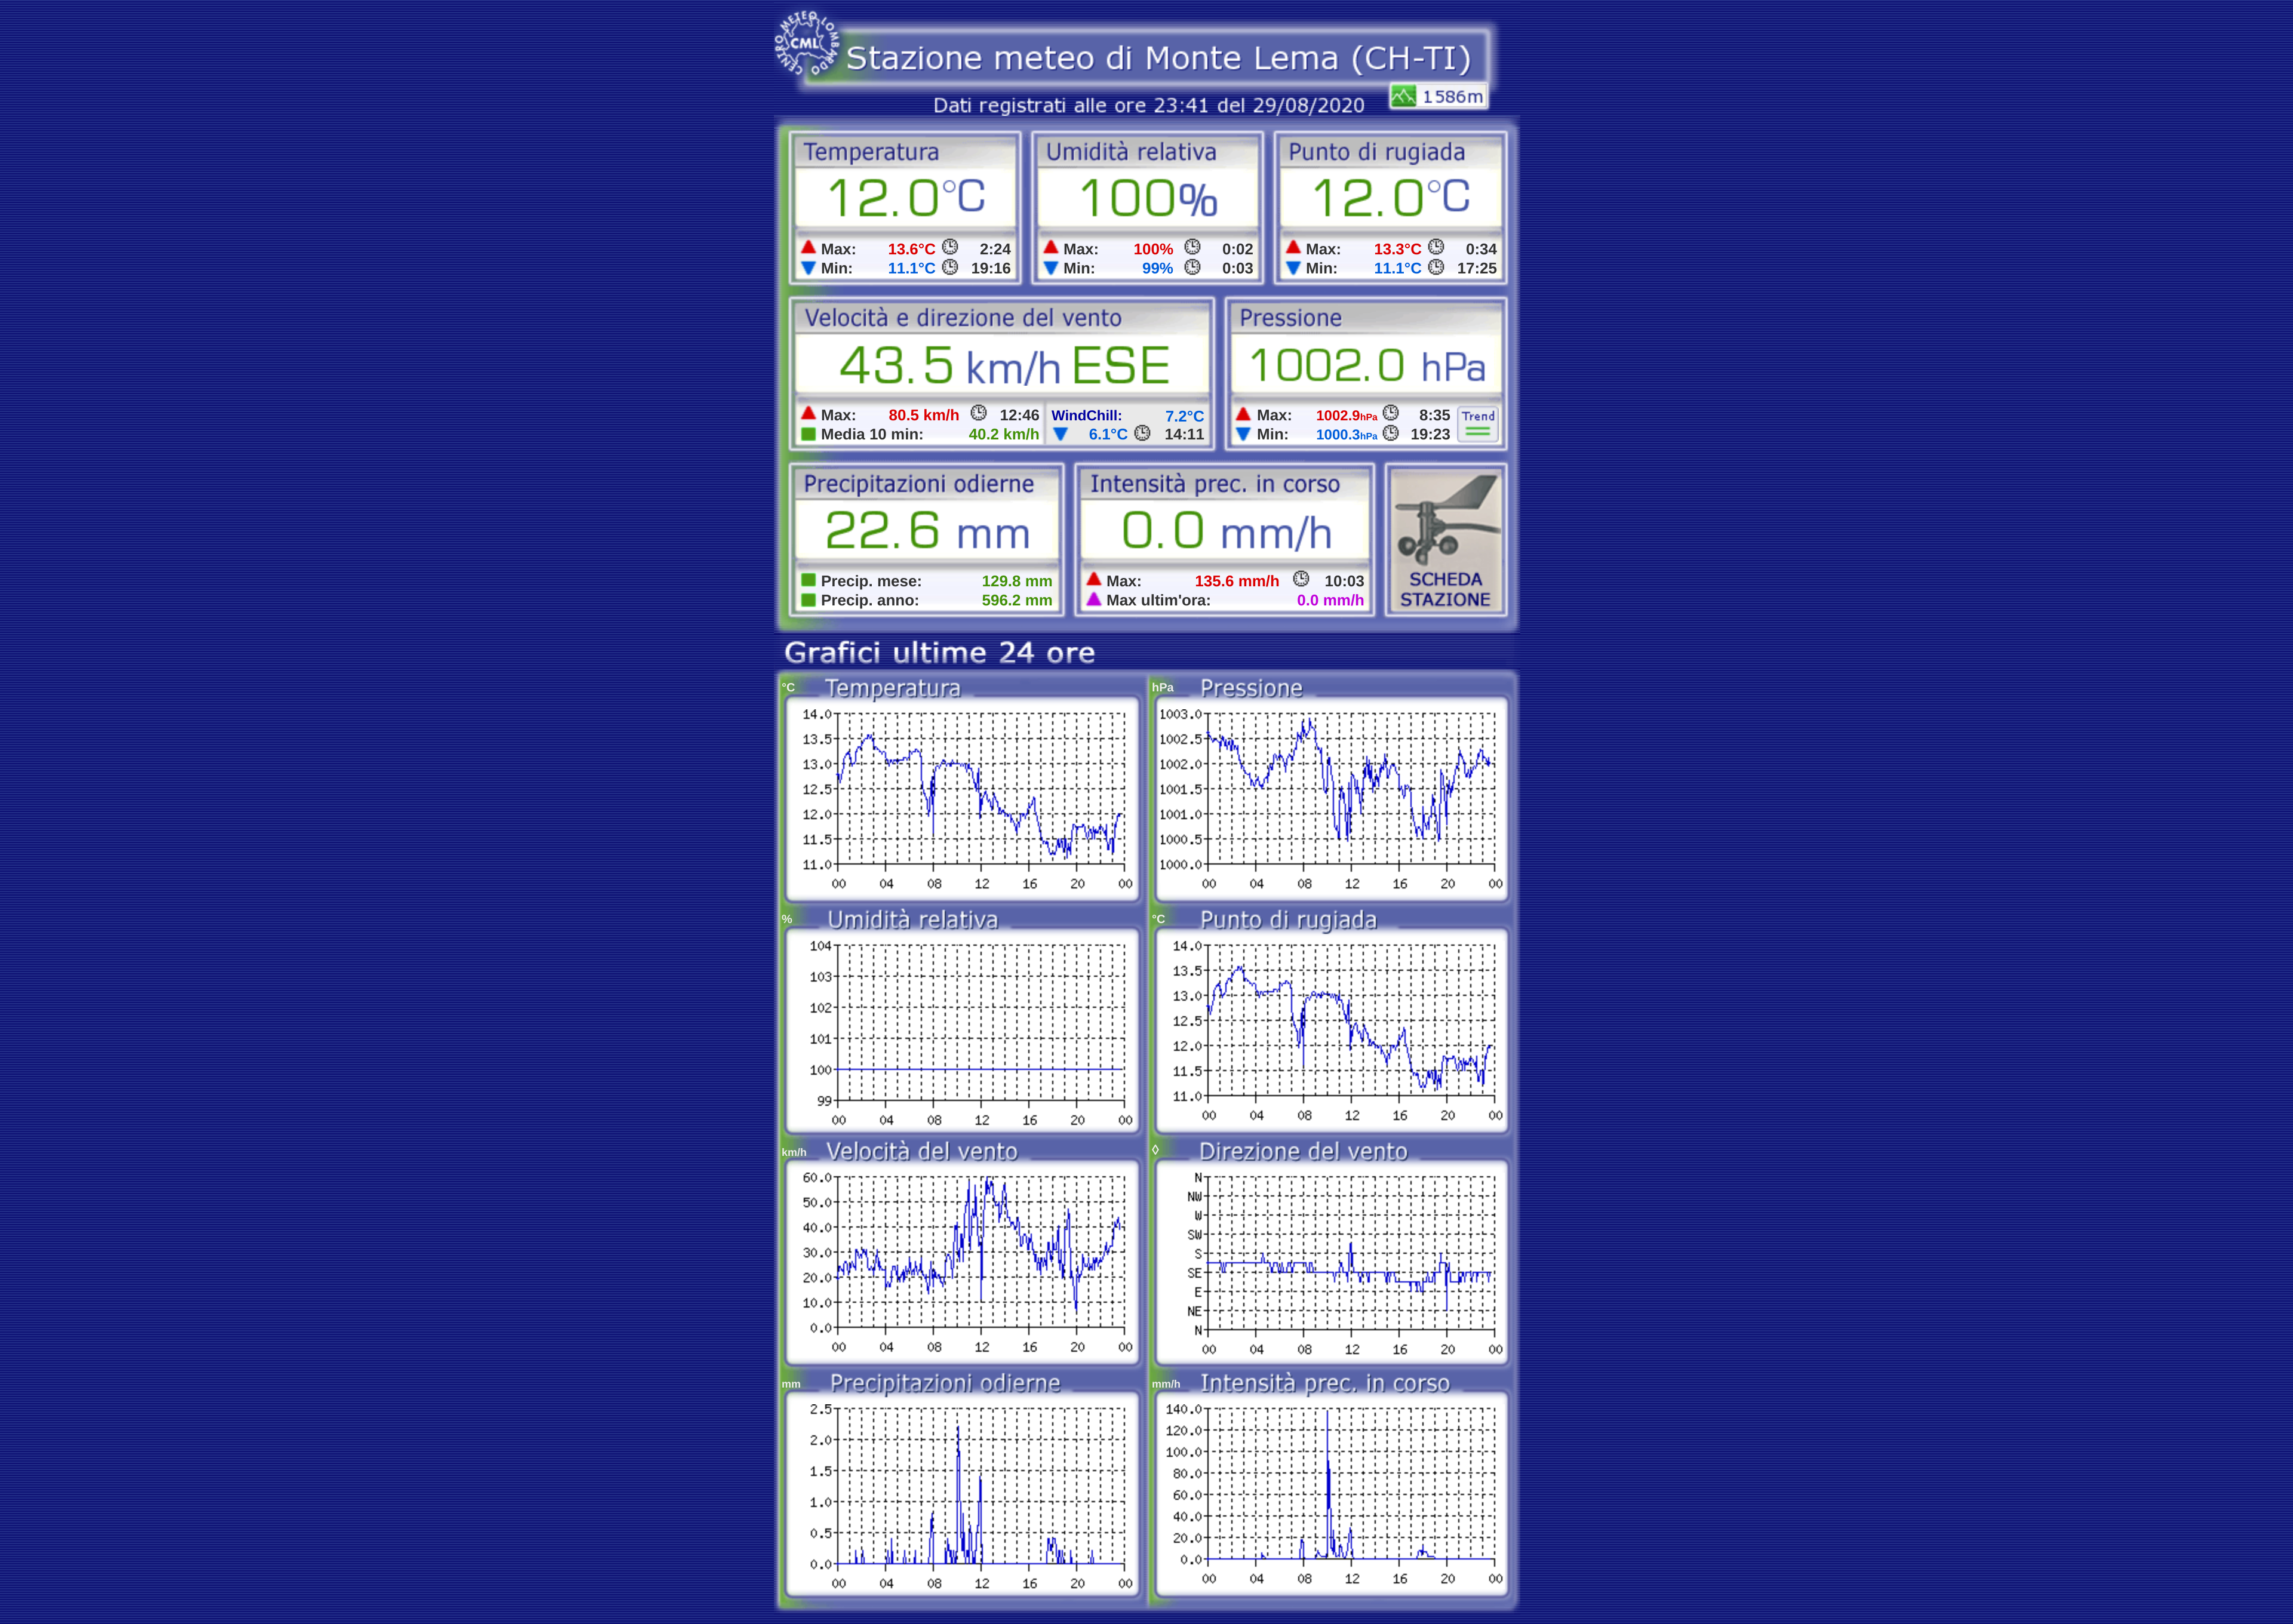 CENTRO METEO LOMBARDO
CML
Stazione meteo di Monte Lema (CH-TI)
Dati registrati alle ore 23:41 del 29/08/2020
1586m
Temperatura
12.0°C
Max: 13.6°C 2:24
Min: 11.1°C 19:16
Umidità relativa
100%
Max: 100% 0:02
Min: 99% 0:03
Punto di rugiada
12.0°C
Max: 13.3°C 0:34
Min: 11.1°C 17:25
Velocità e direzione del vento
43.5 km/h ESE
Max: 80.5 km/h 12:46
Media 10 min: 40.2 km/h
WindChill: 7.2°C
6.1°C 14:11
Pressione
1002.0 hPa
Max: 1002.9hPa 8:35
Min: 1000.3hPa 19:23
Trend
Precipitazioni odierne
22.6 mm
Precip. mese: 129.8 mm
Precip. anno: 596.2 mm
Intensità prec. in corso
0.0 mm/h
Max: 135.6 mm/h 10:03
Max ultim'ora: 0.0 mm/h
SCHEDA
STAZIONE
Grafici ultime 24 ore
°C Temperatura
14.0
13.5
13.0
12.5
12.0
11.5
11.0
00 04 08 12 16 20 00
hPa Pressione
1003.0
1002.5
1002.0
1001.5
1001.0
1000.5
1000.0
00 04 08 12 16 20 00
% Umidità relativa
104
103
102
101
100
99
00 04 08 12 16 20 00
°C Punto di rugiada
14.0
13.5
13.0
12.5
12.0
11.5
11.0
00 04 08 12 16 20 00
km/h Velocità del vento
60.0
50.0
40.0
30.0
20.0
10.0
0.0
00 04 08 12 16 20 00
◊ Direzione del vento
N
NW
W
SW
S
SE
E
NE
N
00 04 08 12 16 20 00
mm Precipitazioni odierne
2.5
2.0
1.5
1.0
0.5
0.0
00 04 08 12 16 20 00
mm/h Intensità prec. in corso
140.0
120.0
100.0
80.0
60.0
40.0
20.0
0.0
00 04 08 12 16 20 00